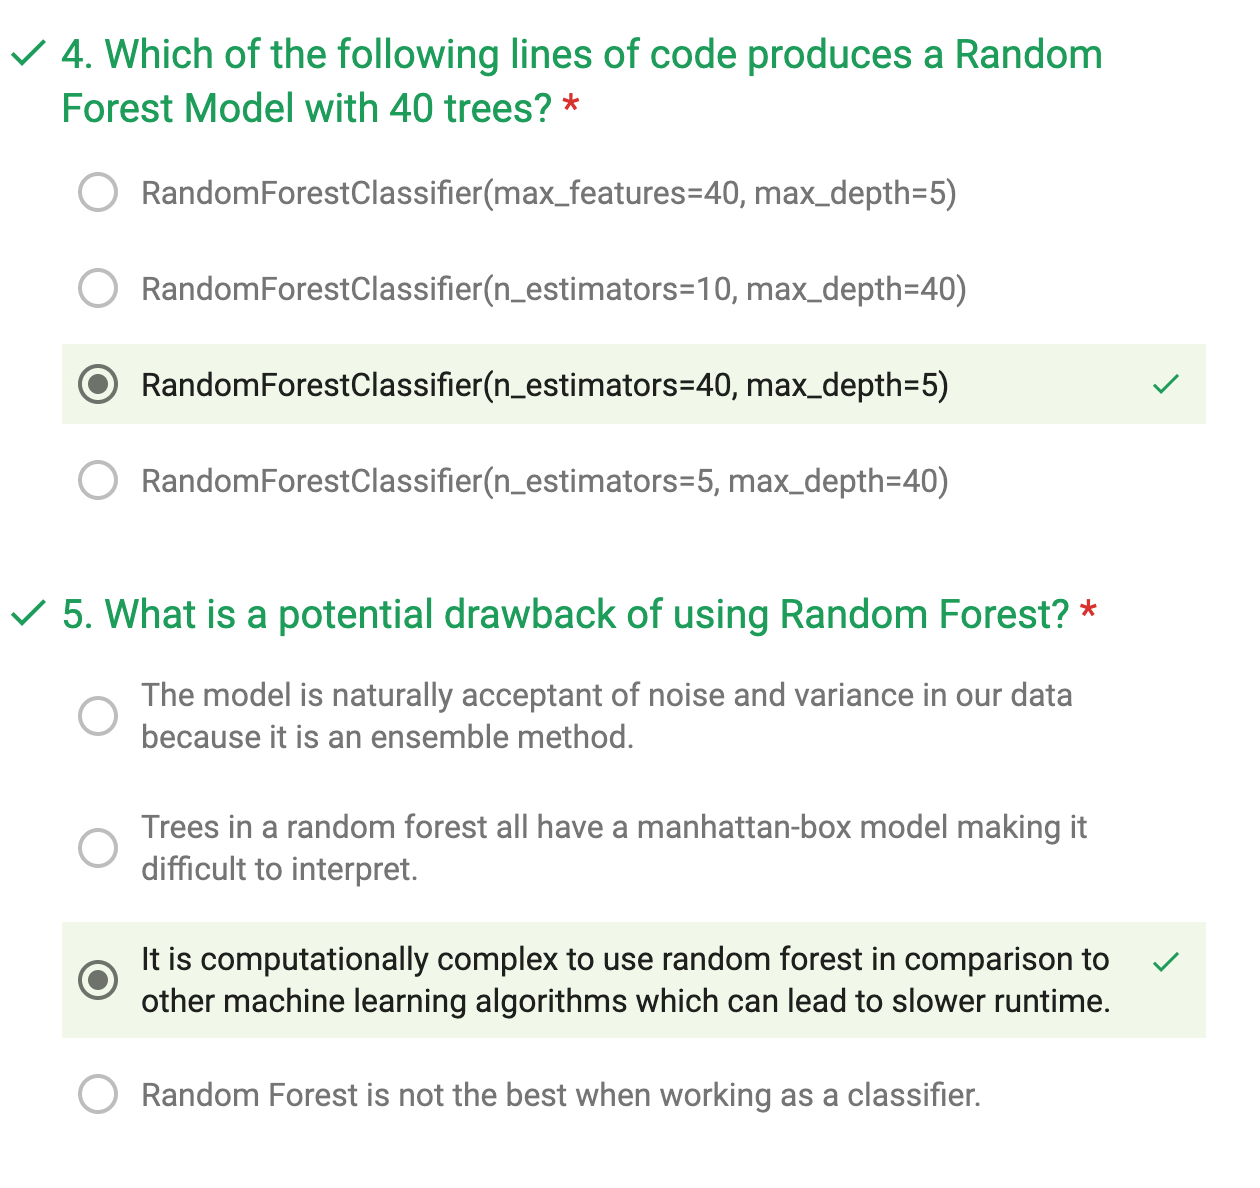 4. Which of the following lines of code produces a Random
Forest Model with 40 trees? *
RandomForestClassifier(max_features=40, max_depth=5)
RandomForestClassifier(n_estimators=10, max_depth=40)
RandomForestClassifier(n_estimators=40, max_depth=5)
RandomForestClassifier(n_estimators=5, max_depth=40)
5. What is a potential drawback of using Random Forest? *
The model is naturally acceptant of noise and variance in our data
because it is an ensemble method.
Trees in a random forest all have a manhattan-box model making it
difficult to interpret.
It is computationally complex to use random forest in comparison to
other machine learning algorithms which can lead to slower runtime.
Random Forest is not the best when working as a classifier.